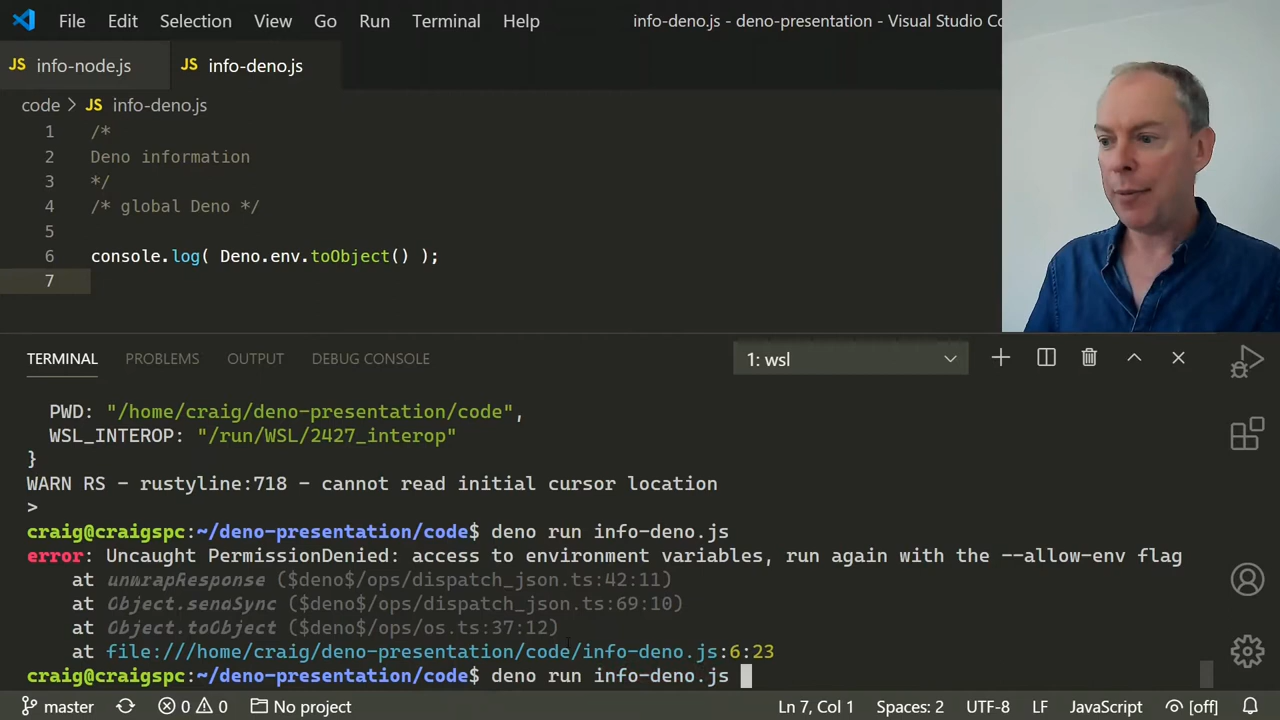 File Edit Selection View Go Run Terminal Help info-deno.js - deno-presentation - Visual Studio Co
JS info-node.js JS info-deno.js
code > JS info-deno.js
1 /*
2 Deno information
3 */
4 /* global Deno */
5
6 console.log( Deno.env.toObject() );
7
TERMINAL PROBLEMS OUTPUT DEBUG CONSOLE 1: wsl
PWD: "/home/craig/deno-presentation/code",
WSL_INTEROP: "/run/WSL/2427_interop"
}
WARN RS - rustyline:718 - cannot read initial cursor location
>
craig@craigspc:~/deno-presentation/code$ deno run info-deno.js
error: Uncaught PermissionDenied: access to environment variables, run again with the --allow-env flag
at unwrapResponse ($deno$/ops/dispatch_json.ts:42:11)
at Object.sendSync ($deno$/ops/dispatch_json.ts:69:10)
at Object.toObject ($deno$/ops/os.ts:37:12)
at file:///home/craig/deno-presentation/code/info-deno.js:6:23
craig@craigspc:~/deno-presentation/code$ deno run info-deno.js
master 0 0 No project Ln 7, Col 1 Spaces: 2 UTF-8 LF JavaScript [off]